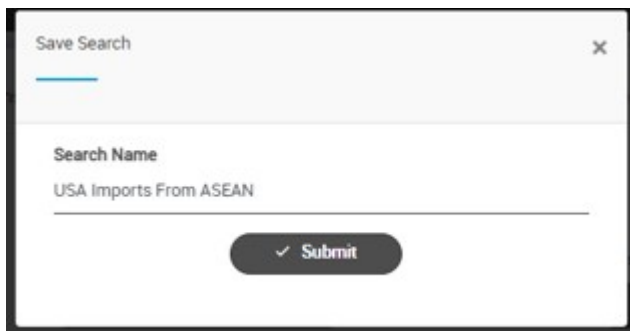 Save Search
×
Search Name
USA Imports From ASEAN
✓ Submit